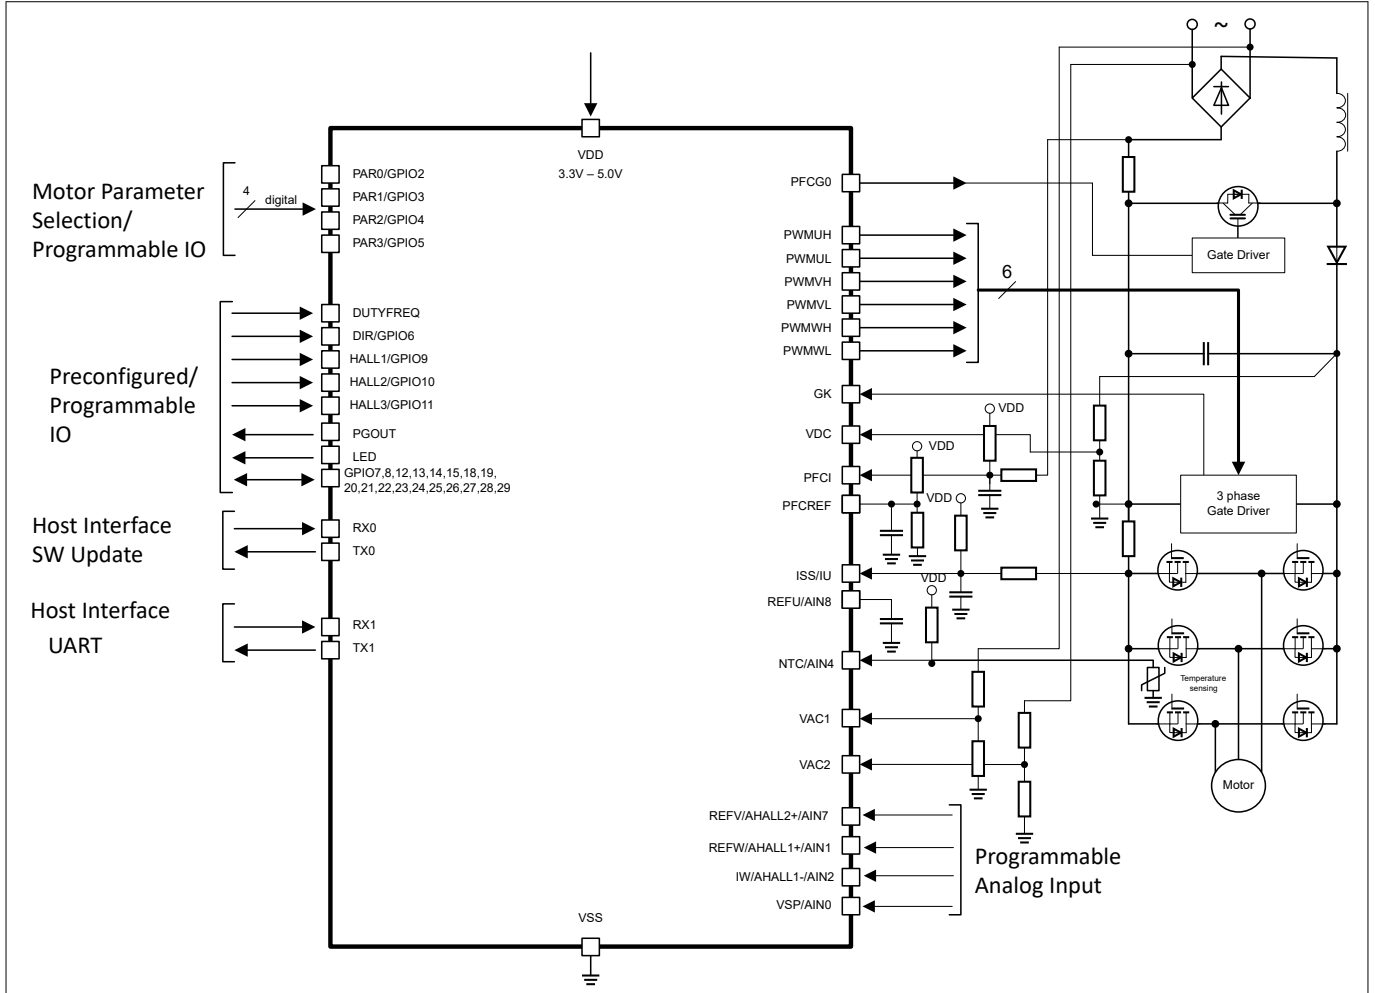 ~
VDD
3.3V – 5.0V
Motor Parameter
Selection/
Programmable IO
4
digital
PAR0/GPIO2
PAR1/GPIO3
PAR2/GPIO4
PAR3/GPIO5
Preconfigured/
Programmable
IO
DUTYFREQ
DIR/GPIO6
HALL1/GPIO9
HALL2/GPIO10
HALL3/GPIO11
PGOUT
LED
GPIO7,8,12,13,14,15,18,19,
20,21,22,23,24,25,26,27,28,29
Host Interface
SW Update
RX0
TX0
Host Interface
UART
RX1
TX1
VSS
PFCG0
PWMUH
PWMUL
PWMVH
PWMVL
PWMWH
PWMWL
6
GK
VDC
PFCI
PFCREF
ISS/IU
REFU/AIN8
NTC/AIN4
VAC1
VAC2
REFV/AHALL2+/AIN7
REFW/AHALL1+/AIN1
IW/AHALL1-/AIN2
VSP/AIN0
Programmable
Analog Input
VDD
VDD
VDD
VDD
Gate Driver
3 phase
Gate Driver
Temperature
sensing
Motor